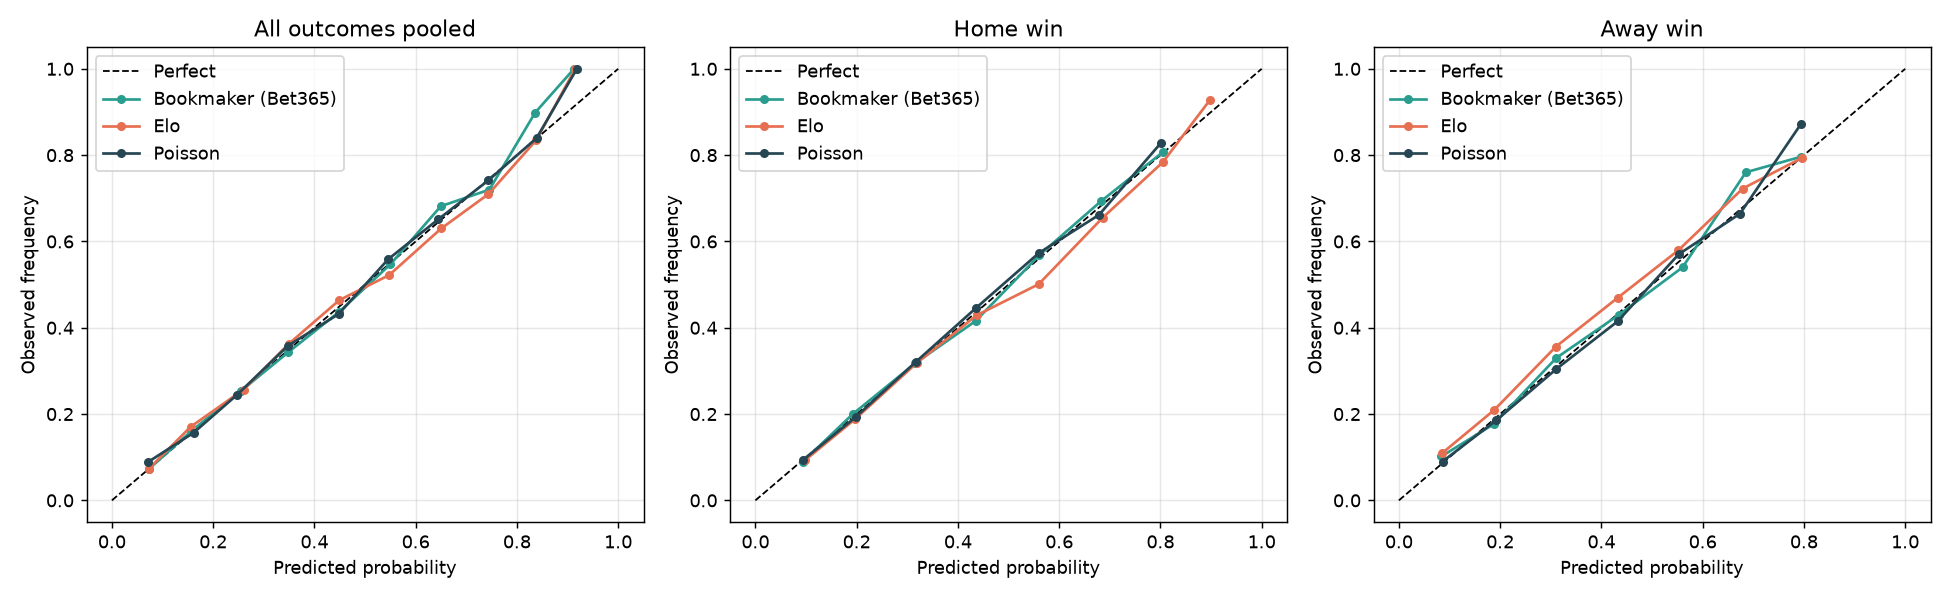 All outcomes pooled
Observed frequency
1.0
0.8
0.6
0.4
0.2
0.0
Perfect
Bookmaker (Bet365)
Elo
Poisson
0.0 0.2 0.4 0.6 0.8 1.0
Predicted probability
Home win
Observed frequency
1.0
0.8
0.6
0.4
0.2
0.0
Perfect
Bookmaker (Bet365)
Elo
Poisson
0.0 0.2 0.4 0.6 0.8 1.0
Predicted probability
Away win
Observed frequency
1.0
0.8
0.6
0.4
0.2
0.0
Perfect
Bookmaker (Bet365)
Elo
Poisson
0.0 0.2 0.4 0.6 0.8 1.0
Predicted probability